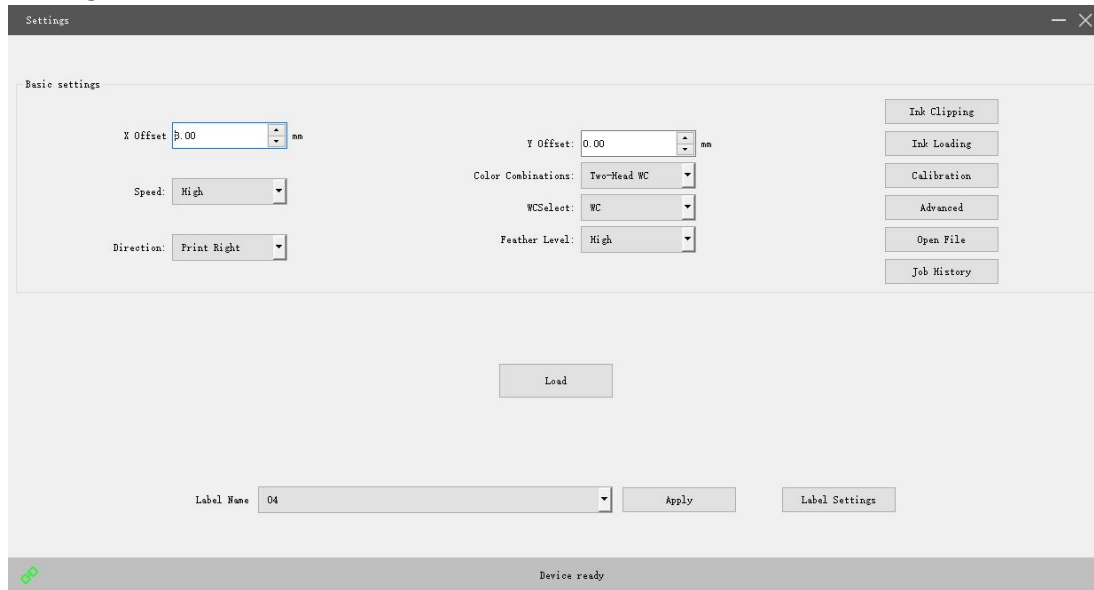 Settings
Basic settings
X Offset 3.00 mm
Speed: High
Direction: Print Right
Y Offset: 0.00 mm
Color Combinations: Two-Head WC
WCSelect: WC
Feather Level: High
Ink Clipping
Ink Loading
Calibration
Advanced
Open File
Job History
Load
Label Name 04 Apply Label Settings
Device ready